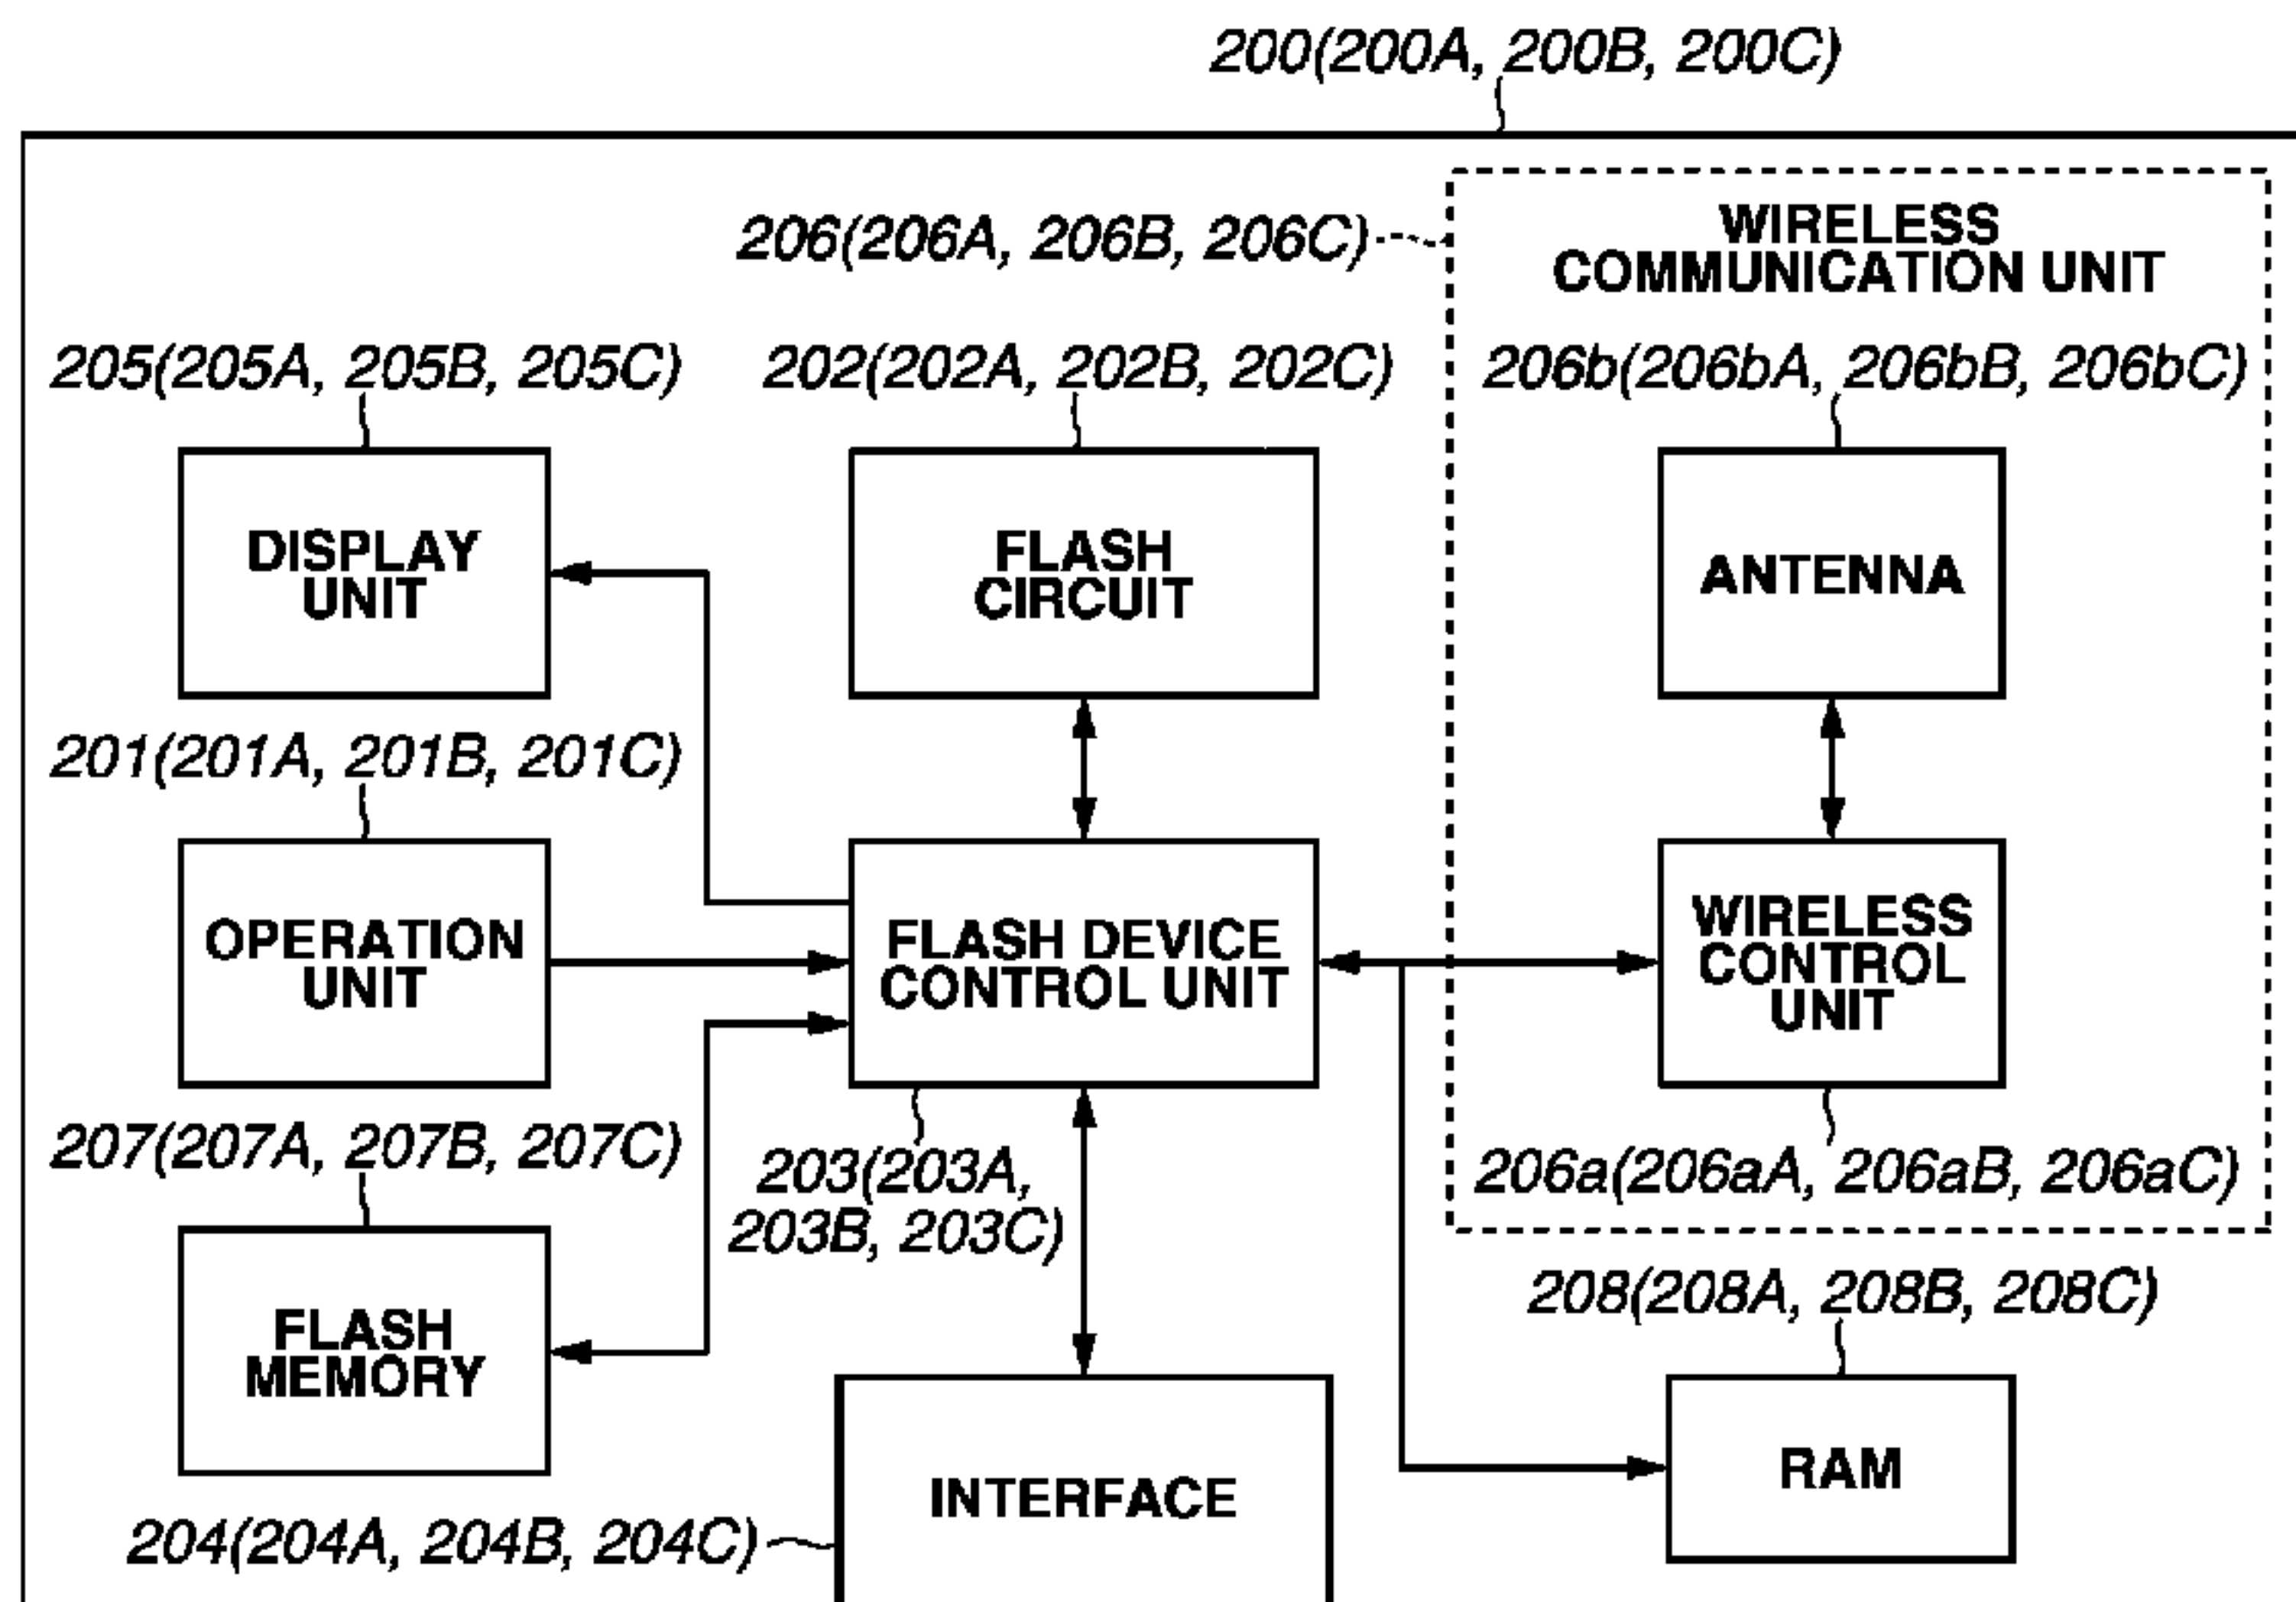 200(200A, 200B, 200C)
206(206A, 206B, 206C)
WIRELESS
COMMUNICATION UNIT
205(205A, 205B, 205C)
202(202A, 202B, 202C)
206b(206bA, 206bB, 206bC)
DISPLAY
UNIT
FLASH
CIRCUIT
ANTENNA
201(201A, 201B, 201C)
OPERATION
UNIT
FLASH DEVICE
CONTROL UNIT
WIRELESS
CONTROL
UNIT
207(207A, 207B, 207C)
203(203A,
203B, 203C)
206a(206aA, 206aB, 206aC)
208(208A, 208B, 208C)
FLASH
MEMORY
INTERFACE
RAM
204(204A, 204B, 204C)